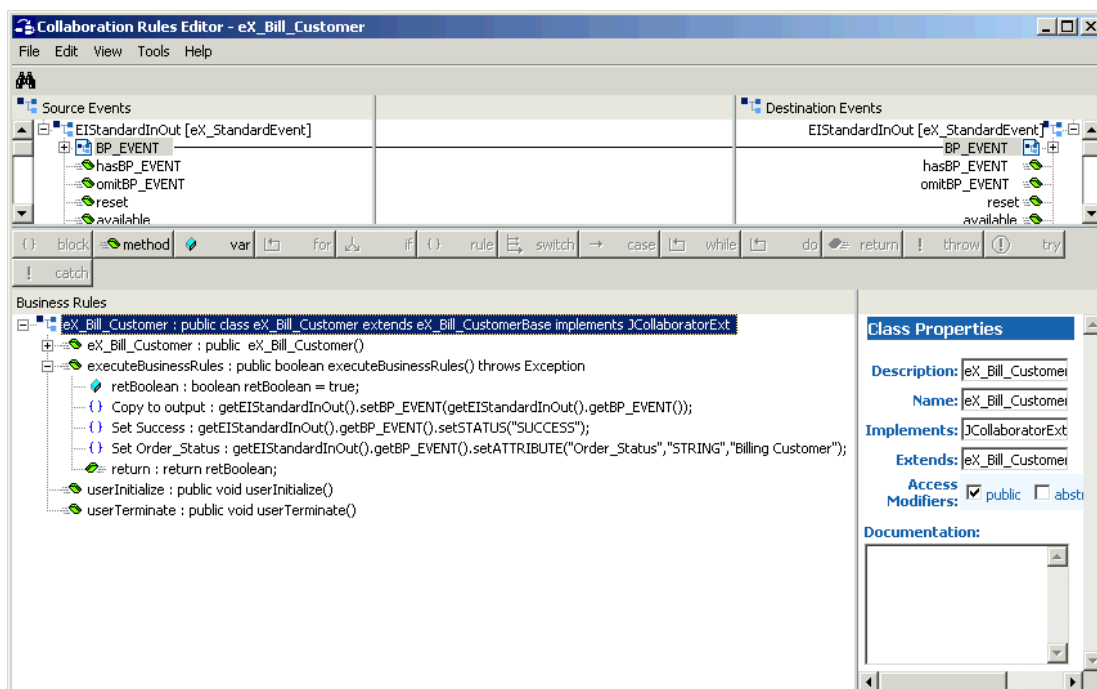 Collaboration Rules Editor - eX_Bill_Customer
File Edit View Tools Help
Source Events
Destination Events
EIStandardInOut [eX_StandardEvent]
EIStandardInOut [eX_StandardEvent]
BP_EVENT
BP_EVENT
hasBP_EVENT
hasBP_EVENT
omitBP_EVENT
omitBP_EVENT
reset
reset
available
available
{} block method var for if {} rule switch → case while do return ! throw try
! catch
Business Rules
eX_Bill_Customer : public class eX_Bill_Customer extends eX_Bill_CustomerBase implements JCollaboratorExt
eX_Bill_Customer : public eX_Bill_Customer()
executeBusinessRules : public boolean executeBusinessRules() throws Exception
retBoolean : boolean retBoolean = true;
{} Copy to output : getEIStandardInOut().setBP_EVENT(getEIStandardInOut().getBP_EVENT());
{} Set Success : getEIStandardInOut().getBP_EVENT().setSTATUS("SUCCESS");
{} Set Order_Status : getEIStandardInOut().getBP_EVENT().setATTRIBUTE("Order_Status","STRING","Billing Customer");
return : return retBoolean;
userInitialize : public void userInitialize()
userTerminate : public void userTerminate()
Class Properties
Description: eX_Bill_Customer
Name: eX_Bill_Customer
Implements: JCollaboratorExt
Extends: eX_Bill_Customer
Access Modifiers: public abst
Documentation: